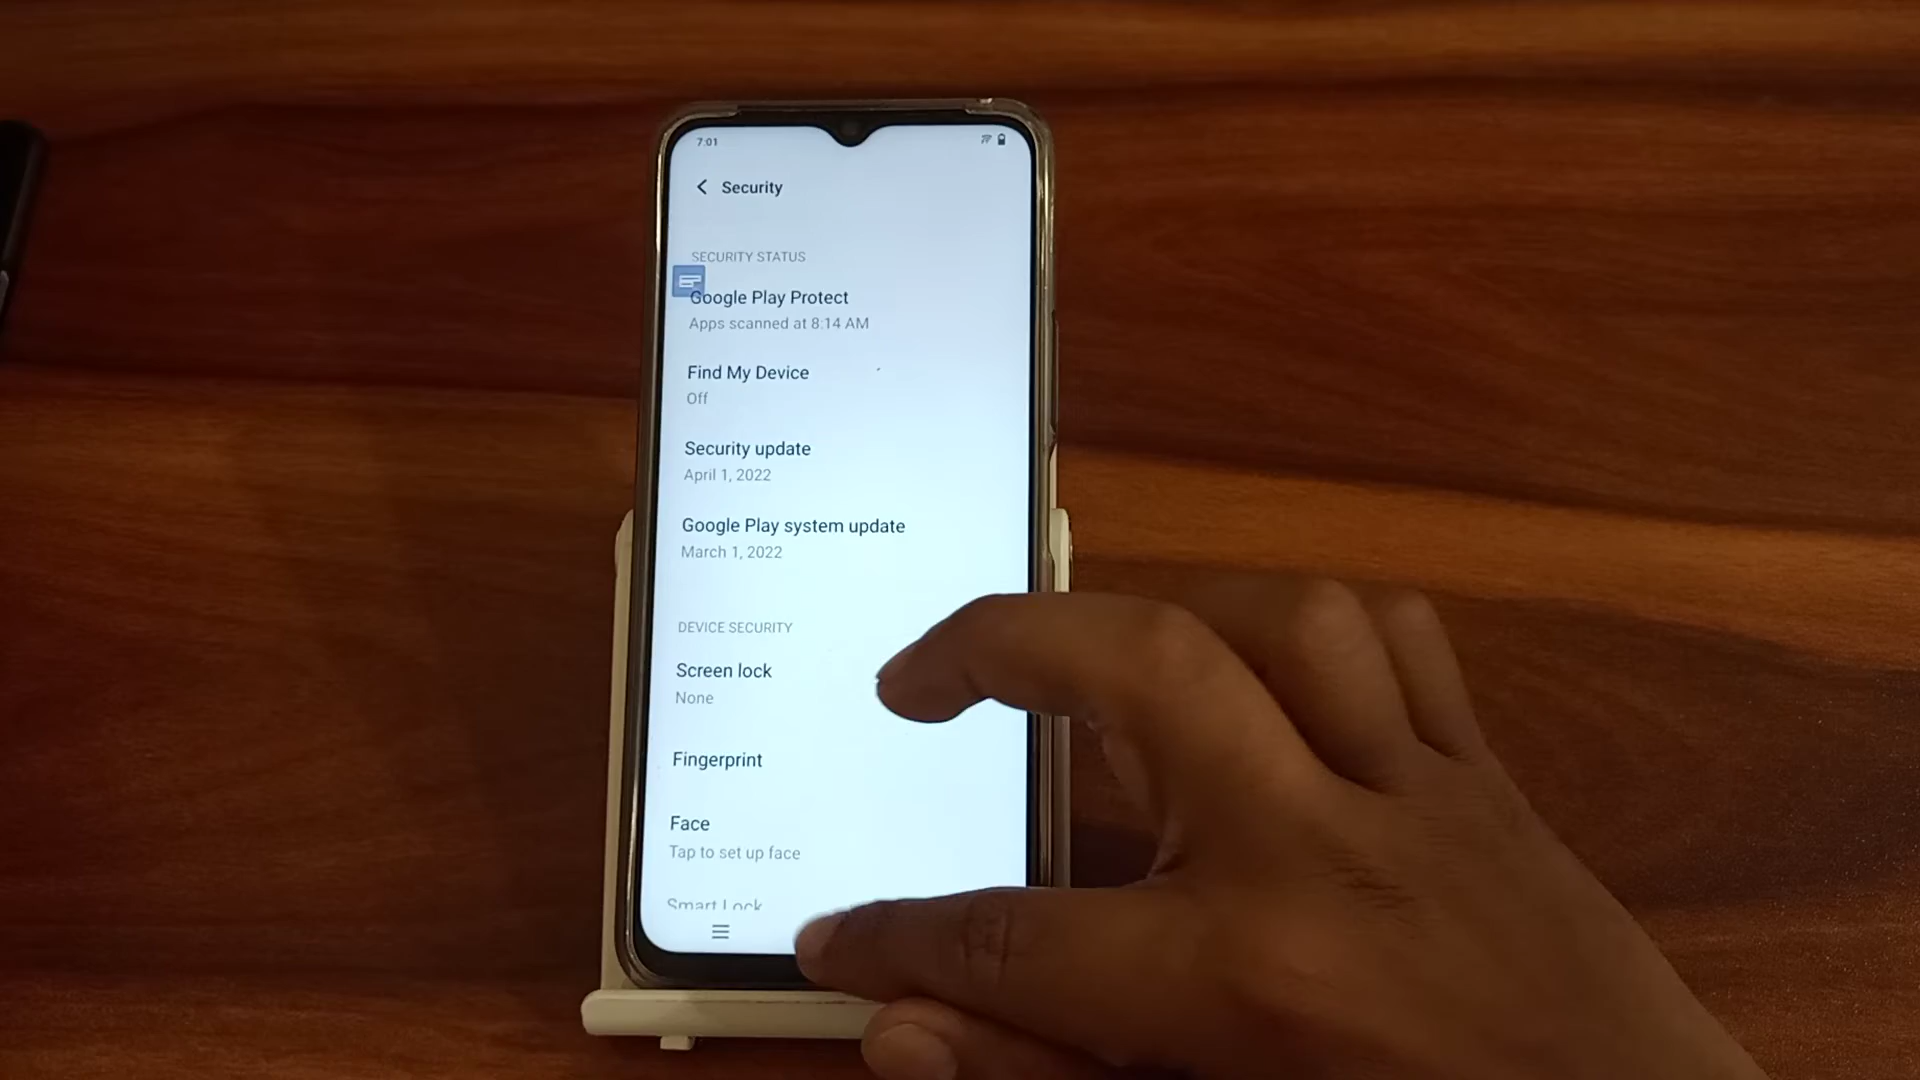 7:01
Security
SECURITY STATUS
Google Play Protect
Apps scanned at 8:14 AM
Find My Device
Off
Security update
April 1, 2022
Google Play system update
March 1, 2022
DEVICE SECURITY
Screen lock
None
Fingerprint
Face
Tap to set up face
Smart Lock